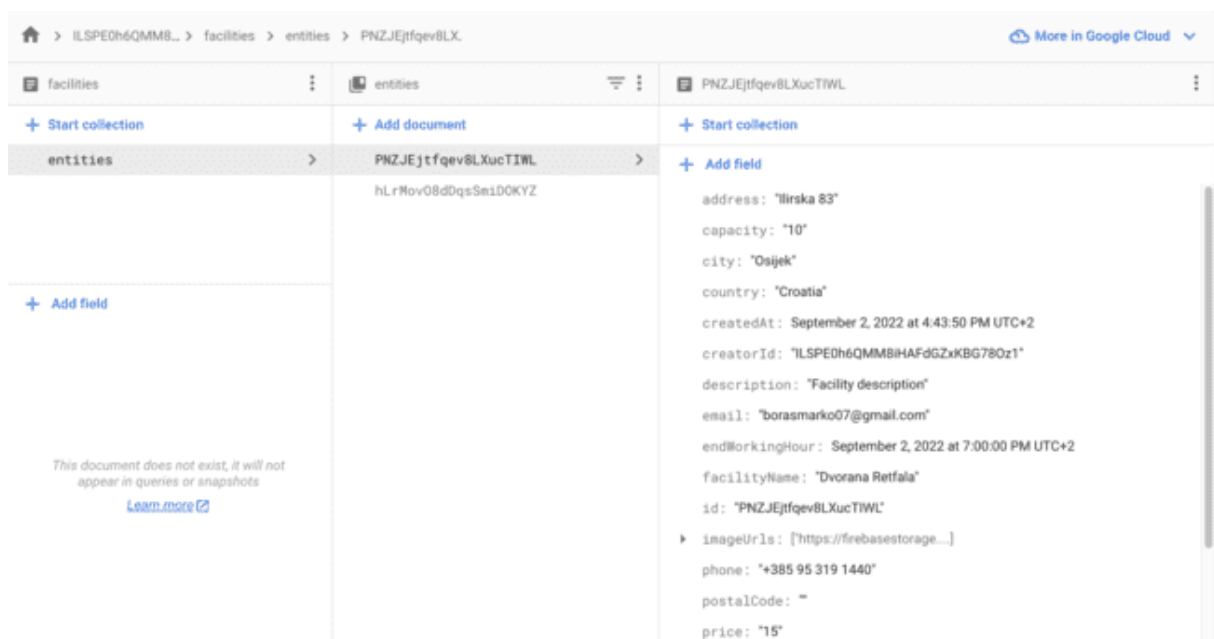 ILSPE0h6QMM8... > facilities > entities > PNZJEjtfqev8LX.
More in Google Cloud
facilities
entities
PNZJEjtfqev8LXucTIWL
+ Start collection
+ Add document
+ Start collection
entities
PNZJEjtfqev8LXucTIWL
hLrMovO8dDqsSmiDOKYZ
+ Add field
+ Add field
This document does not exist, it will not
appear in queries or snapshots
Learn more
address: "Ilirska 83"
capacity: "10"
city: "Osijek"
country: "Croatia"
createdAt: September 2, 2022 at 4:43:50 PM UTC+2
creatorId: "ILSPE0h6QMM8iHAFdGZxKBG78Oz1"
description: "Facility description"
email: "borasmarko07@gmail.com"
endWorkingHour: September 2, 2022 at 7:00:00 PM UTC+2
facilityName: "Dvorana Retfala"
id: "PNZJEjtfqev8LXucTIWL"
imageUrls: ["https://firebasestorage....]
phone: "+385 95 319 1440"
postalCode: ""
price: "15"